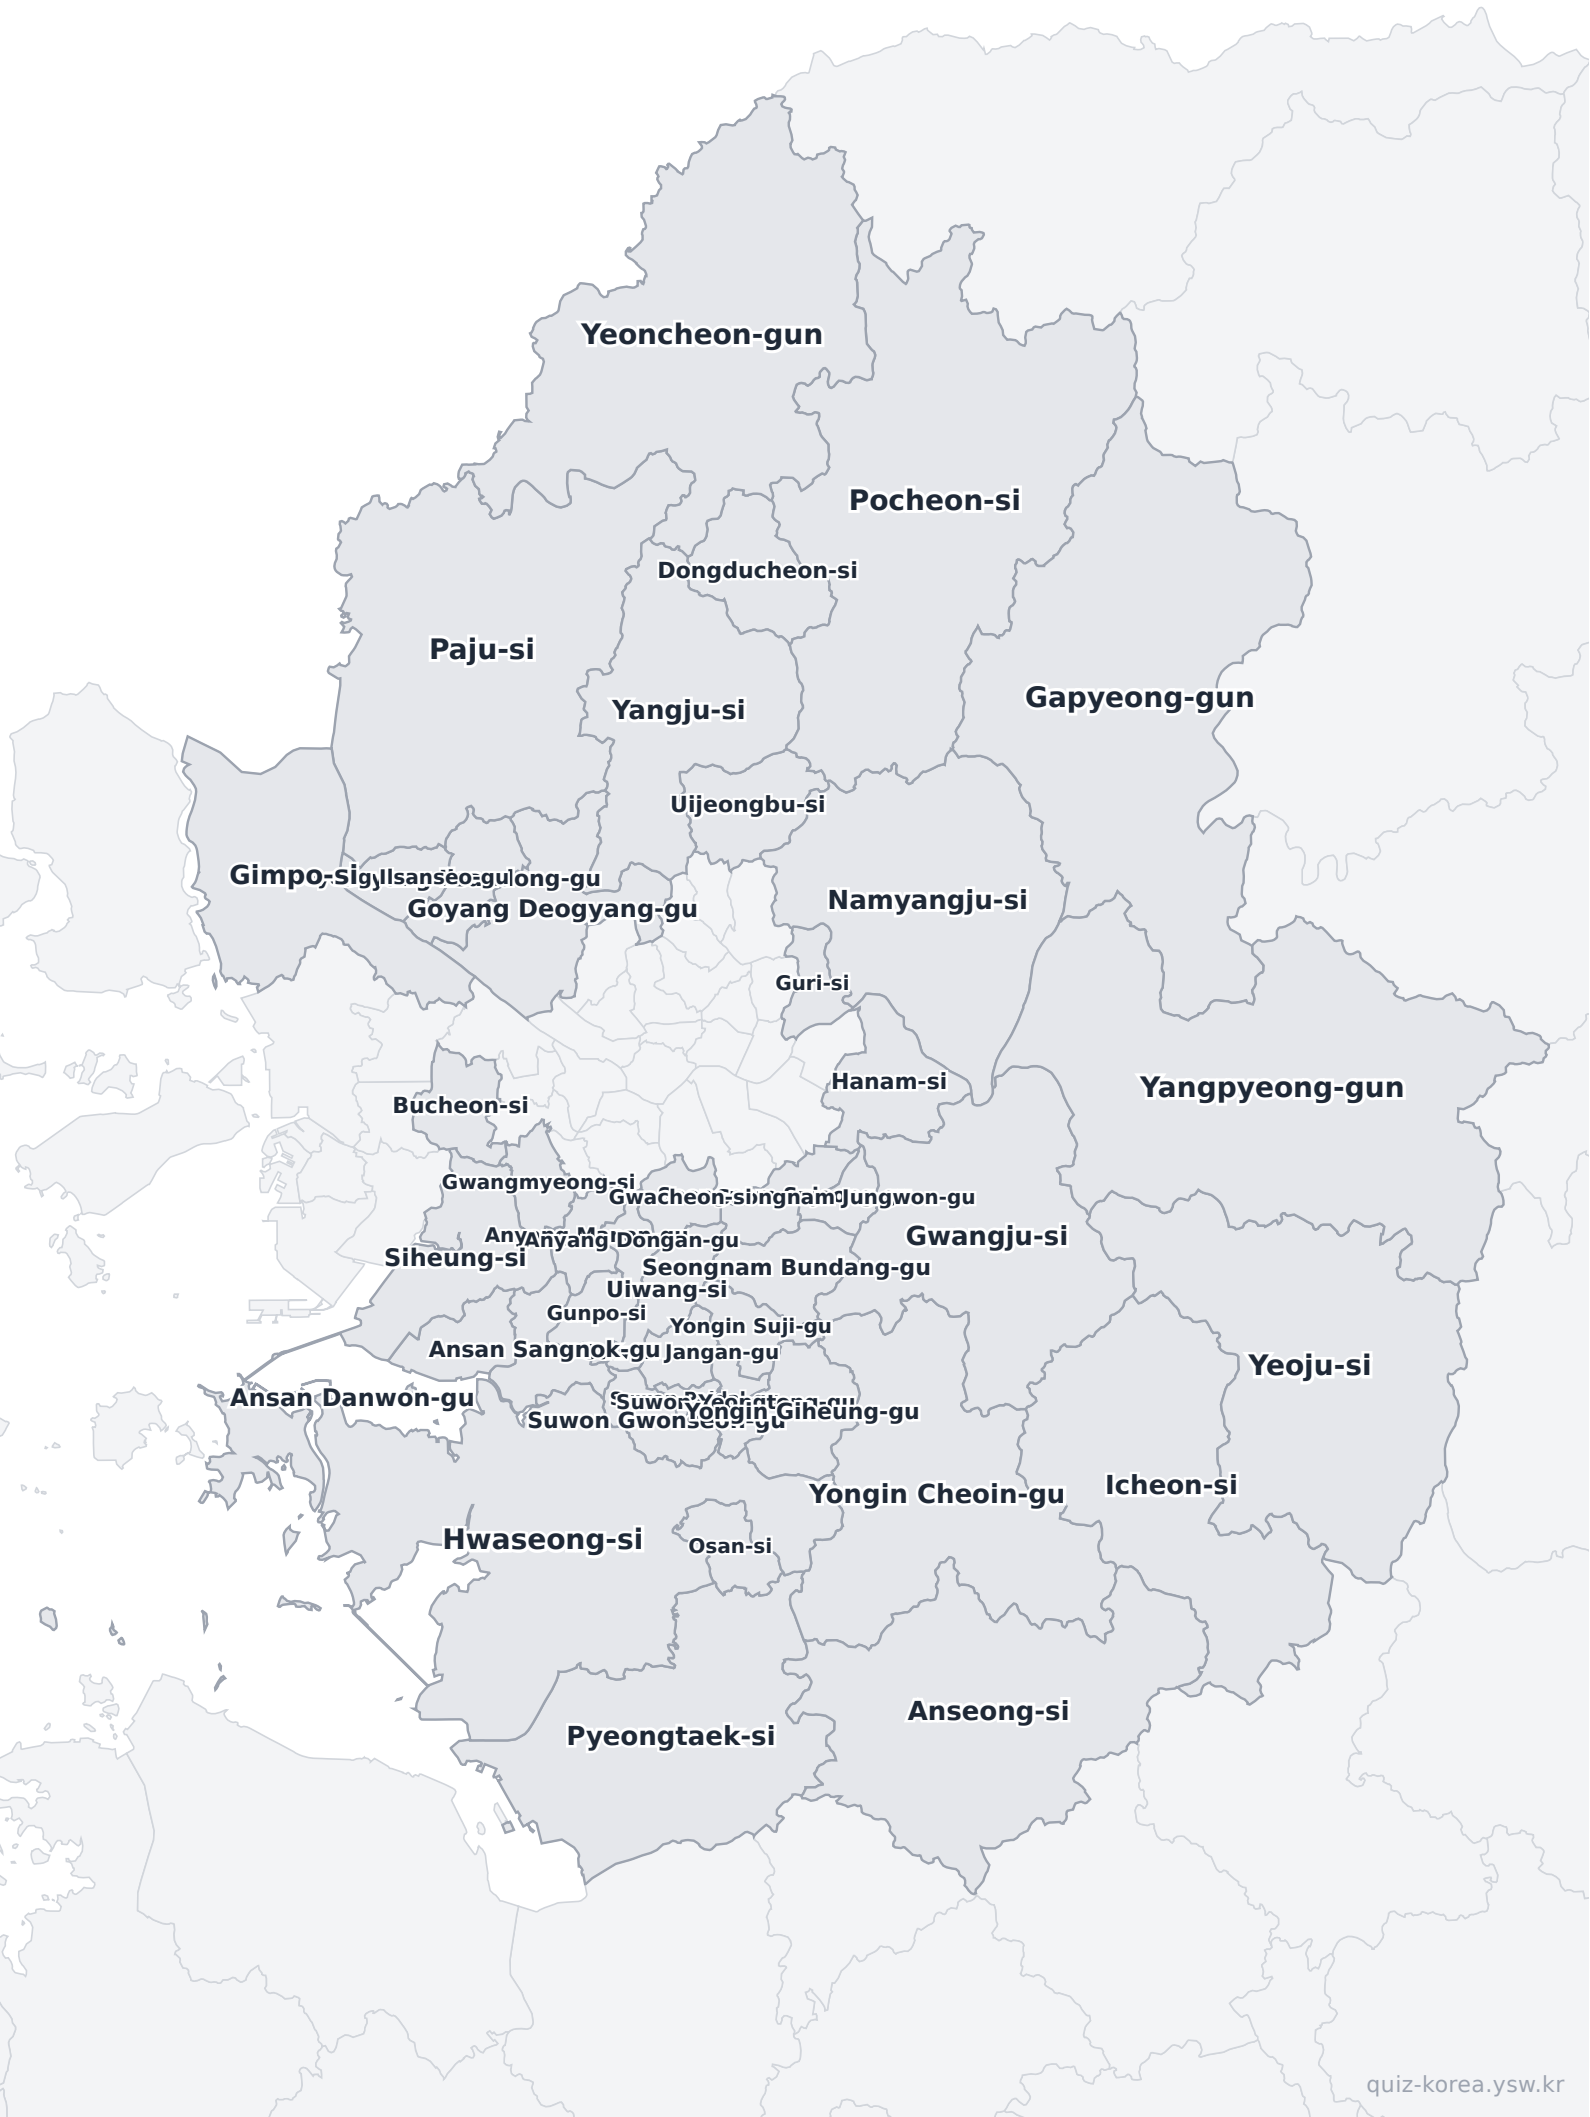 Yeoncheon-gun
Pocheon-si
Dongducheon-si
Paju-si
Gapyeong-gun
Yangju-si
Uijeongbu-si
Gimpo-si
Ilsanseo-gu
Namyangju-si
Goyang Deogyang-gu
Guri-si
Hanam-si
Yangpyeong-gun
Bucheon-si
Gwangmyeong-si
Gwacheon-si
Jungwon-gu
Anyang Dongan-gu
Gwangju-si
Siheung-si
Seongnam Bundang-gu
Uiwang-si
Gunpo-si
Yongin Suji-gu
Ansan Sangnok-gu
Jangan-gu
Yeoju-si
Ansan Danwon-gu
Yongin Giheung-gu
Suwon Gwonseon-gu
Icheon-si
Yongin Cheoin-gu
Hwaseong-si
Osan-si
Anseong-si
Pyeongtaek-si
quiz-korea.ysw.kr